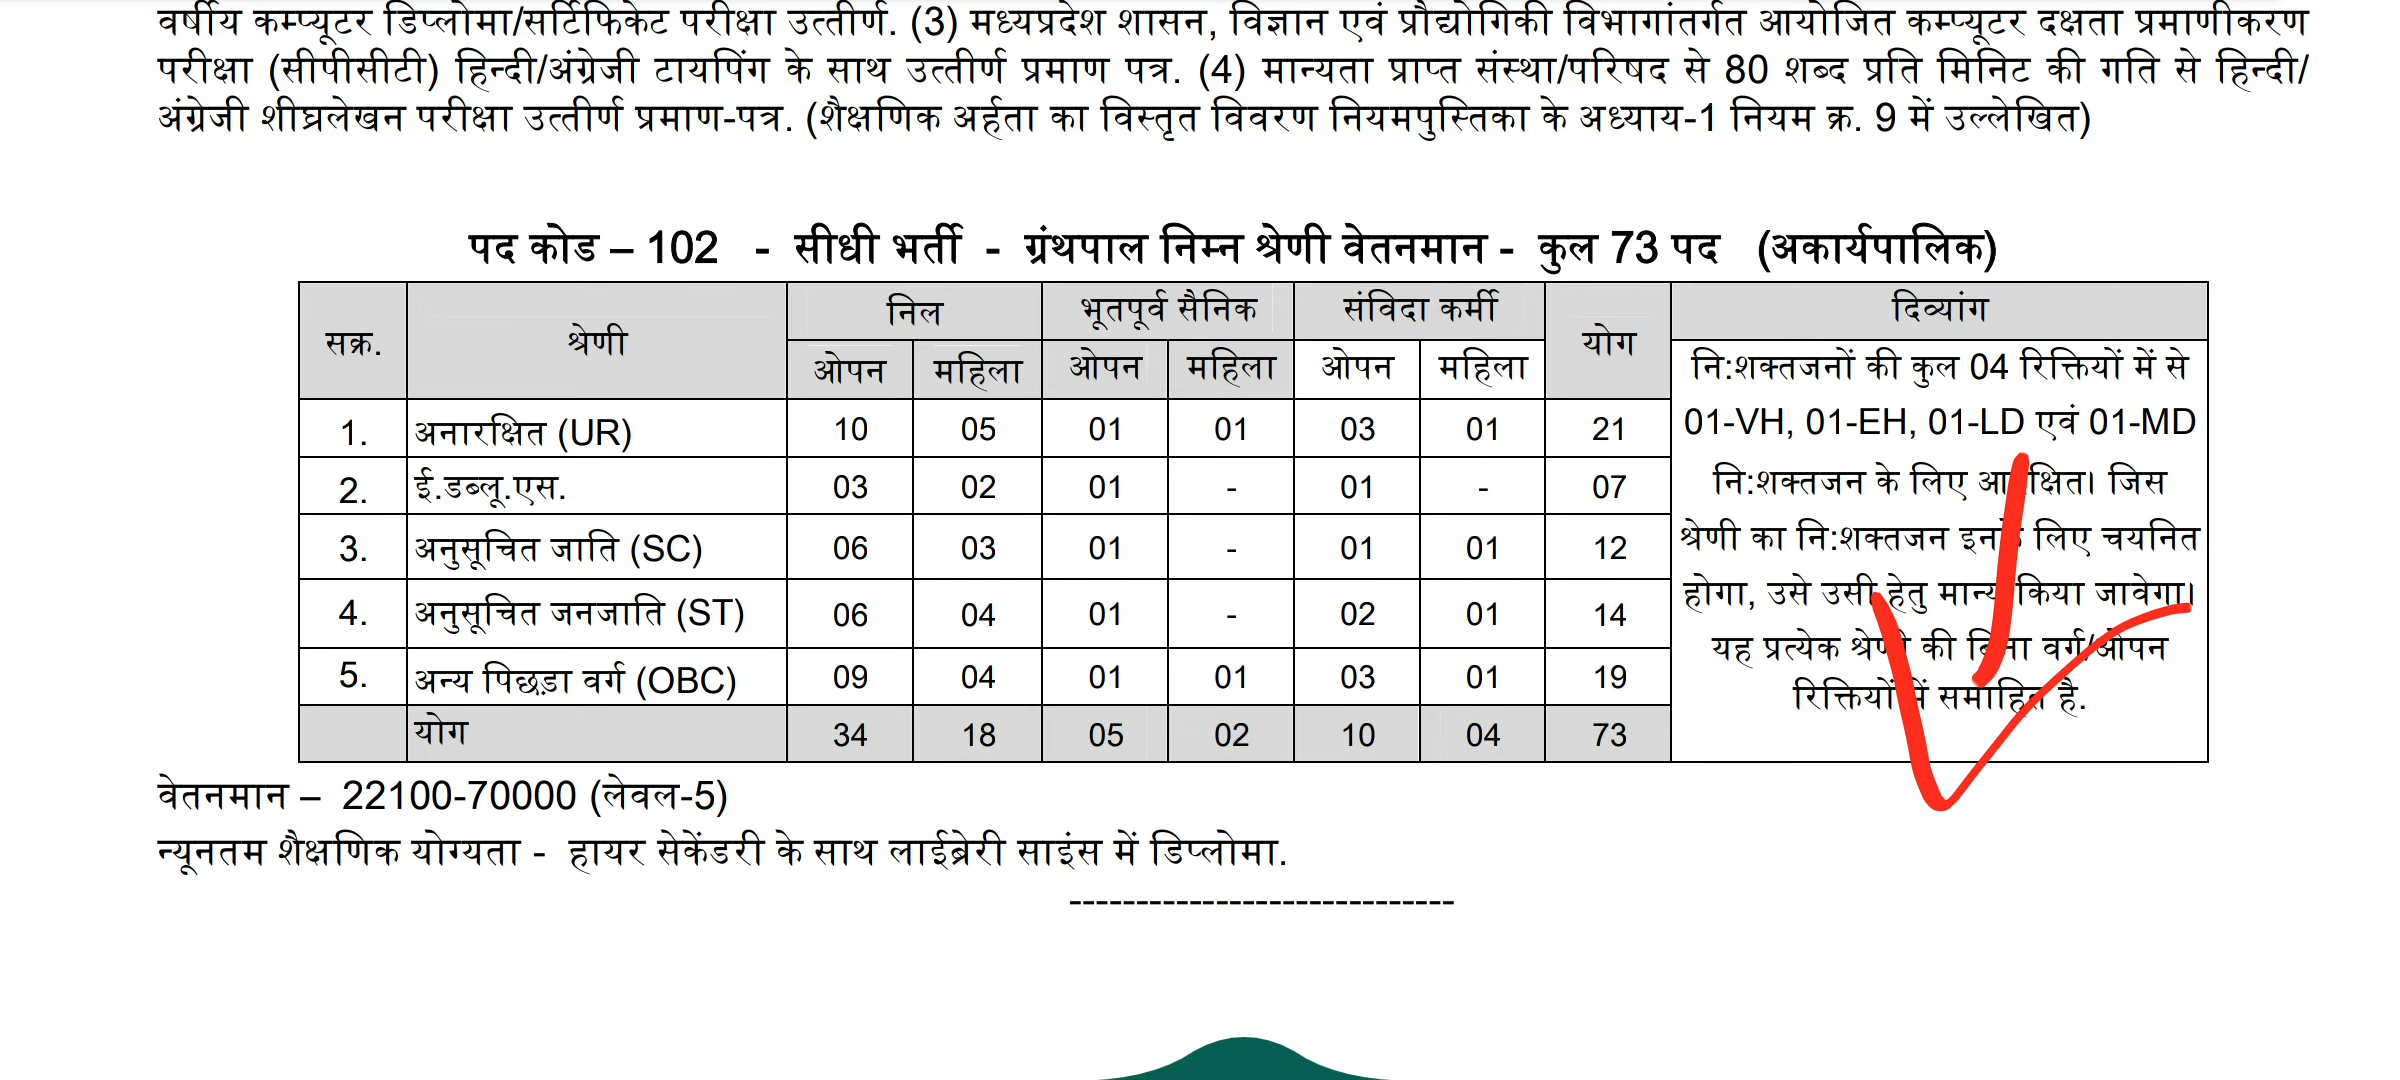 वर्षीय कम्प्यूटर डिप्लोमा/सर्टिफिकेट परीक्षा उत्तीर्ण. (3) मध्यप्रदेश शासन, विज्ञान एवं प्रौद्योगिकी विभागांतर्गत आयोजित कम्प्यूटर दक्षता प्रमाणीकरण
परीक्षा (सीपीसीटी) हिन्दी/अंग्रेजी टायपिंग के साथ उत्तीर्ण प्रमाण पत्र. (4) मान्यता प्राप्त संस्था/परिषद से 80 शब्द प्रति मिनिट की गति से हिन्दी/
अंग्रेजी शीघ्रलेखन परीक्षा उत्तीर्ण प्रमाण-पत्र. (शैक्षणिक अर्हता का विस्तृत विवरण नियमपुस्तिका के अध्याय-1 नियम क्र. 9 में उल्लेखित)
पद कोड – 102 - सीधी भर्ती - ग्रंथपाल निम्न श्रेणी वेतनमान - कुल 73 पद (अकार्यपालिक)
सक्र. श्रेणी निल भूतपूर्व सैनिक संविदा कर्मी योग दिव्यांग
ओपन महिला ओपन महिला ओपन महिला
1. अनारक्षित (UR) 10 05 01 01 03 01 21
2. ई.डब्लू.एस. 03 02 01 - 01 - 07
3. अनुसूचित जाति (SC) 06 03 01 - 01 01 12
4. अनुसूचित जनजाति (ST) 06 04 01 - 02 01 14
5. अन्य पिछड़ा वर्ग (OBC) 09 04 01 01 03 01 19
योग 34 18 05 02 10 04 73
नि:शक्तजनों की कुल 04 रिक्तियों में से
01-VH, 01-EH, 01-LD एवं 01-MD
नि:शक्तजन के लिए आरक्षित। जिस
श्रेणी का नि:शक्तजन इनके लिए चयनित
होगा, उसे उसी हेतु मान्य किया जावेगा।
यह प्रत्येक श्रेणी की बिना वर्ग/ओपन
रिक्तियों में समाहित है.
वेतनमान – 22100-70000 (लेवल-5)
न्यूनतम शैक्षणिक योग्यता - हायर सेकेंडरी के साथ लाईब्रेरी साइंस में डिप्लोमा.
-----------------------------